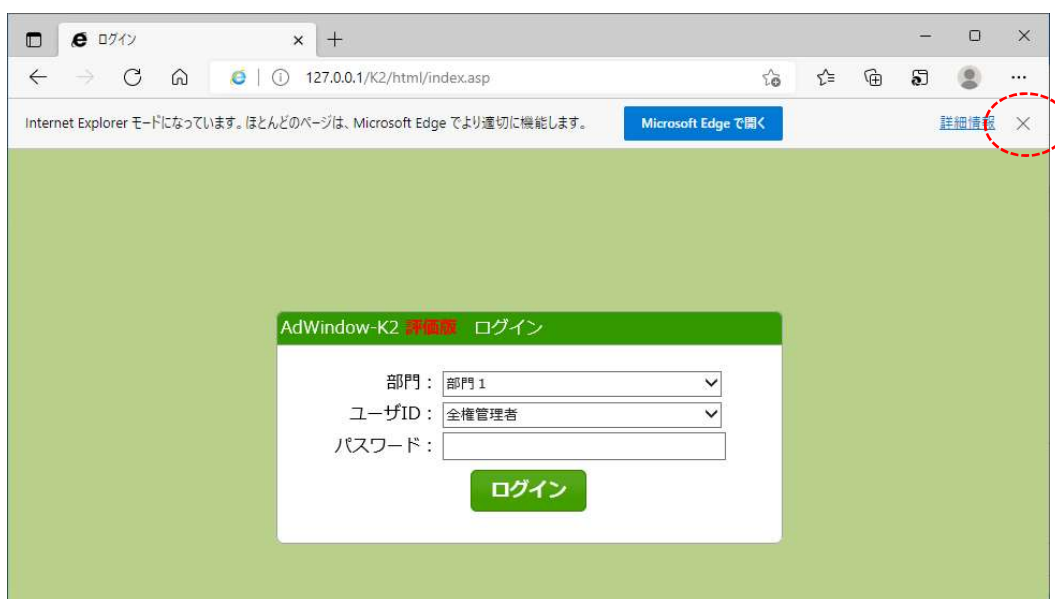 ログイン
127.0.0.1/K2/html/index.asp
Internet Explorer モードになっています。ほとんどのページは、Microsoft Edge でより適切に機能します。 Microsoft Edge で開く 詳細情報
AdWindow-K2 評価版 ログイン
部門： 部門１
ユーザID： 全権管理者
パスワード：
ログイン